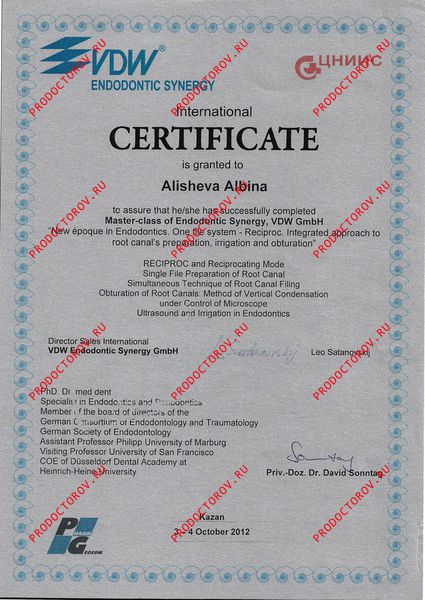 VDW®
ENDODONTIC SYNERGY
ЦНИИС
International
CERTIFICATE
is granted to
Alisheva Albina
to assure that he/she has successfully completed
Master-class of Endodontic Synergy, VDW GmbH
"New époque in Endodontics. One file system - Reciproc. Integrated approach to
root canal's preparation, irrigation and obturation"
RECIPROC and Reciprocating Mode
Single File Preparation of Root Canal
Simultaneous Technique of Root Canal Filing
Obturation of Root Canals: Method of Vertical Condensation
under Control of Microscope
Ultrasound and Irrigation in Endodontics
Director Sales International
VDW Endodontic Synergy GmbH
Leo Satanovskij
PhD. Dr. med dent
Specialist in Endodontics and Periodontics
Member of the board of directors of the
German Consortium of Endodontology and Traumatology
German Society of Endodontology
Assistant Professor Philipp University of Marburg
Visiting Professor University of San Francisco
COE of Düsseldorf Dental Academy at
Heinrich-Heine University
Priv.-Doz. Dr. David Sonntag
PHARM
GEOCOM
Kazan
3 - 4 October 2012
PRODOCTOROV.RU